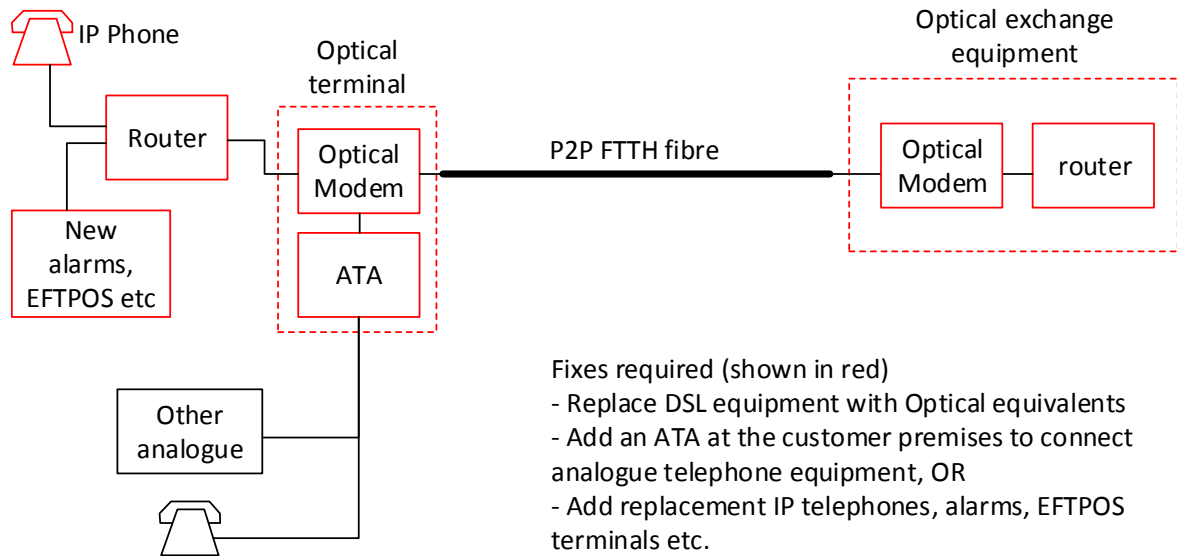 IP Phone
Optical
terminal
Optical exchange
equipment
Router
Optical
Modem
P2P FTTH fibre
Optical
Modem
router
New
alarms,
EFTPOS etc
ATA
Other
analogue
Fixes required (shown in red)
- Replace DSL equipment with Optical equivalents
- Add an ATA at the customer premises to connect
analogue telephone equipment, OR
- Add replacement IP telephones, alarms, EFTPOS
terminals etc.